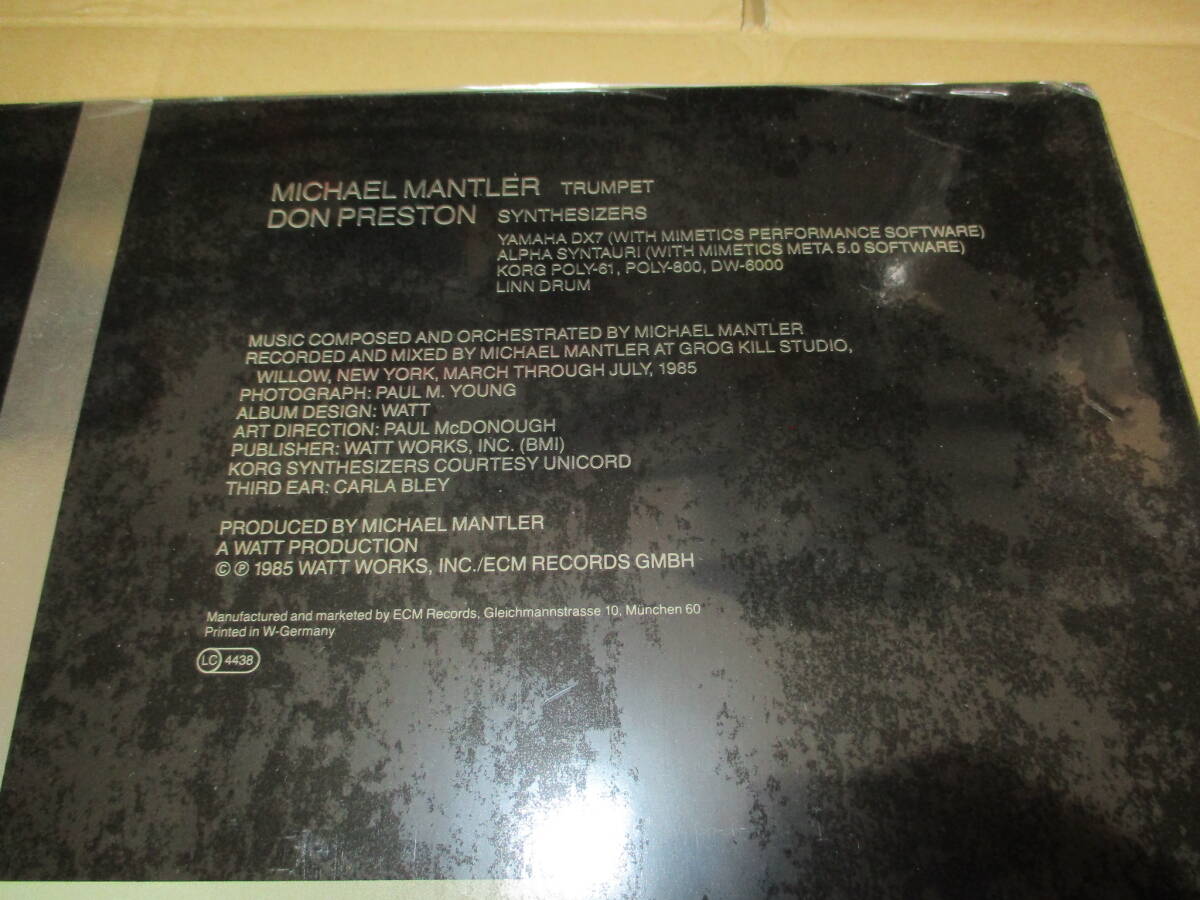 MICHAEL MANTLER TRUMPET
DON PRESTON SYNTHESIZERS
YAMAHA DX7 (WITH MIMETICS PERFORMANCE SOFTWARE)
ALPHA SYNTAURI (WITH MIMETICS META 5.0 SOFTWARE)
KORG POLY-61, POLY-800, DW-6000
LINN DRUM
MUSIC COMPOSED AND ORCHESTRATED BY MICHAEL MANTLER
RECORDED AND MIXED BY MICHAEL MANTLER AT GROG KILL STUDIO,
WILLOW, NEW YORK, MARCH THROUGH JULY, 1985
PHOTOGRAPH: PAUL M. YOUNG
ALBUM DESIGN: WATT
ART DIRECTION: PAUL McDONOUGH
PUBLISHER: WATT WORKS, INC. (BMI)
KORG SYNTHESIZERS COURTESY UNICORD
THIRD EAR: CARLA BLEY
PRODUCED BY MICHAEL MANTLER
A WATT PRODUCTION
© ℗ 1985 WATT WORKS, INC./ECM RECORDS GMBH
Manufactured and marketed by ECM Records, Gleichmannstrasse 10, München 60
Printed in W-Germany
LC 4438